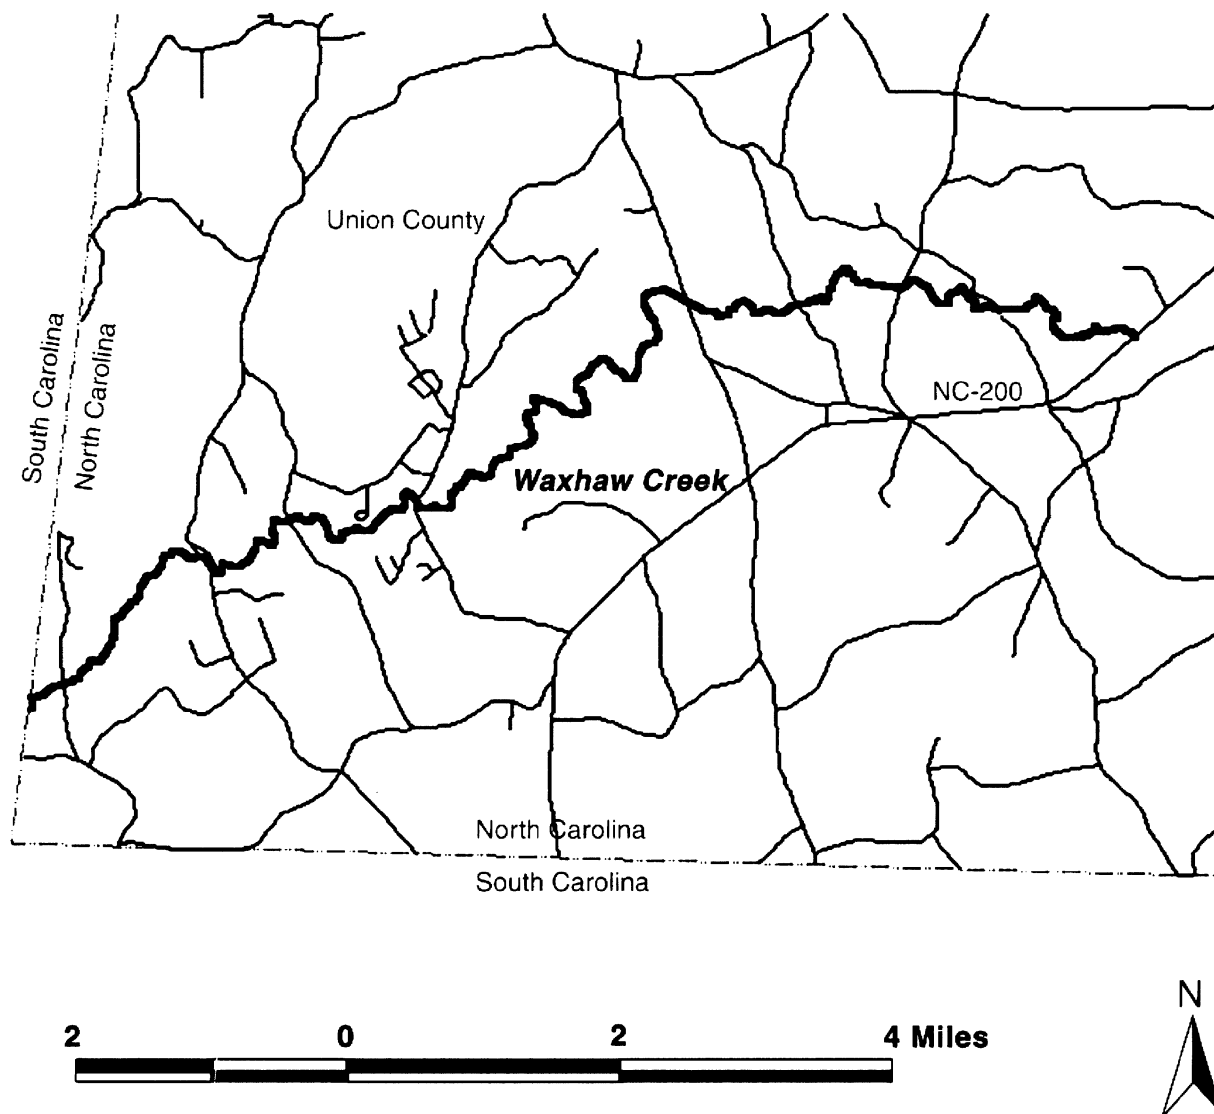 Union County
South Carolina
North Carolina
NC-200
Waxhaw Creek
North Carolina
South Carolina
N
2 0 2 4 Miles